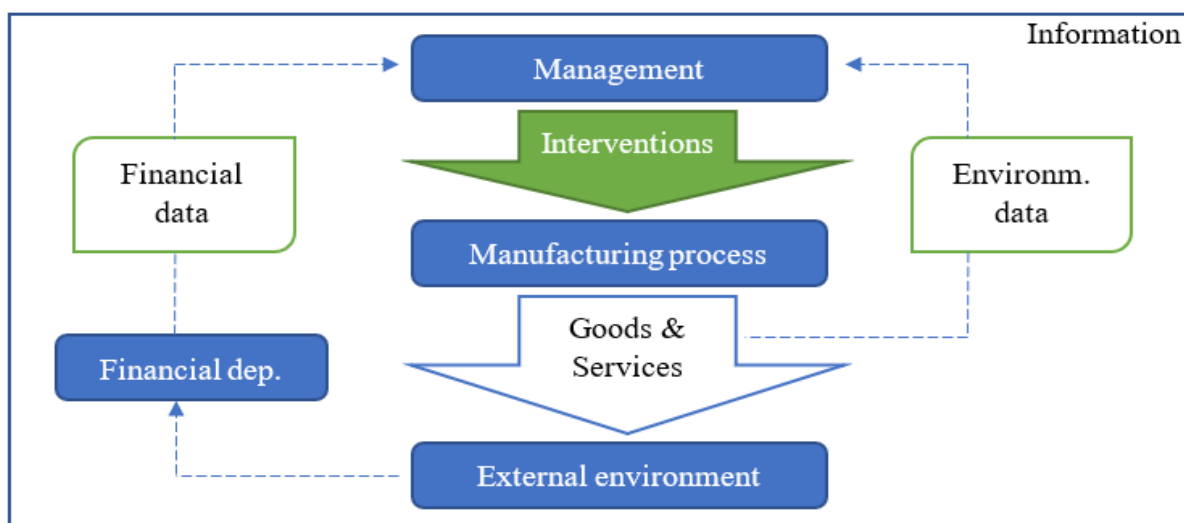 Information
Management
Interventions
Financial
data
Environm.
data
Manufacturing process
Goods &
Services
Financial dep.
External environment